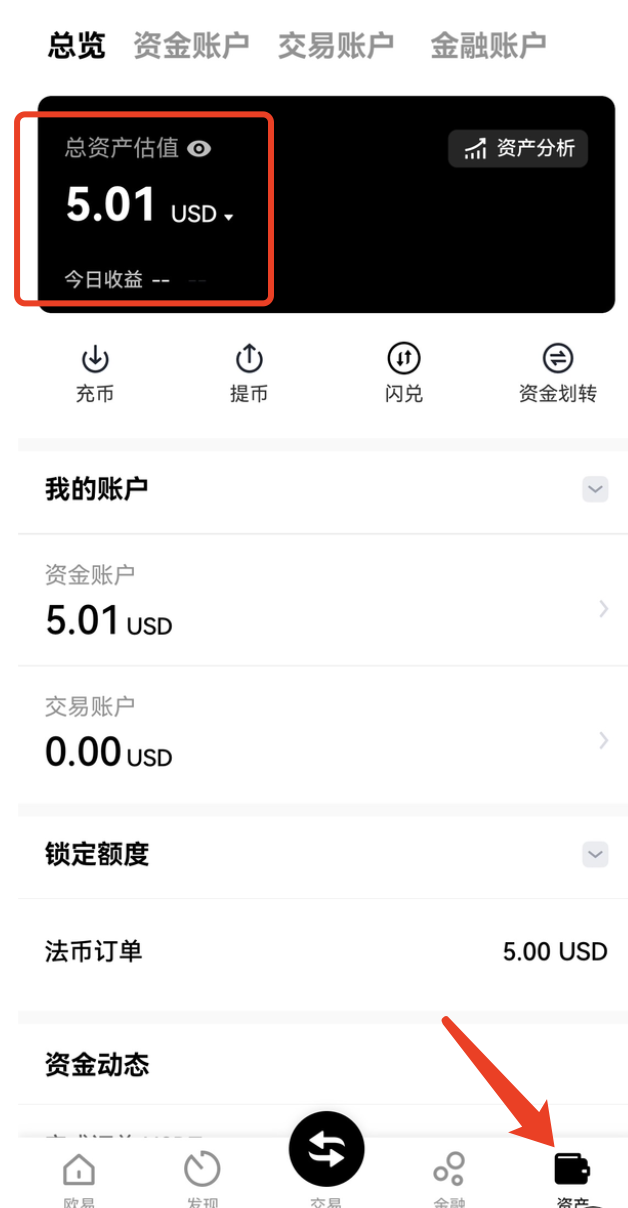 总览 资金账户 交易账户 金融账户
总资产估值
资产分析
5.01 USD
今日收益 -- --
充币 提币 闪兑 资金划转
我的账户
资金账户
5.01 USD
交易账户
0.00 USD
锁定额度
法币订单 5.00 USD
资金动态
欧易 发现 交易 金融 资产